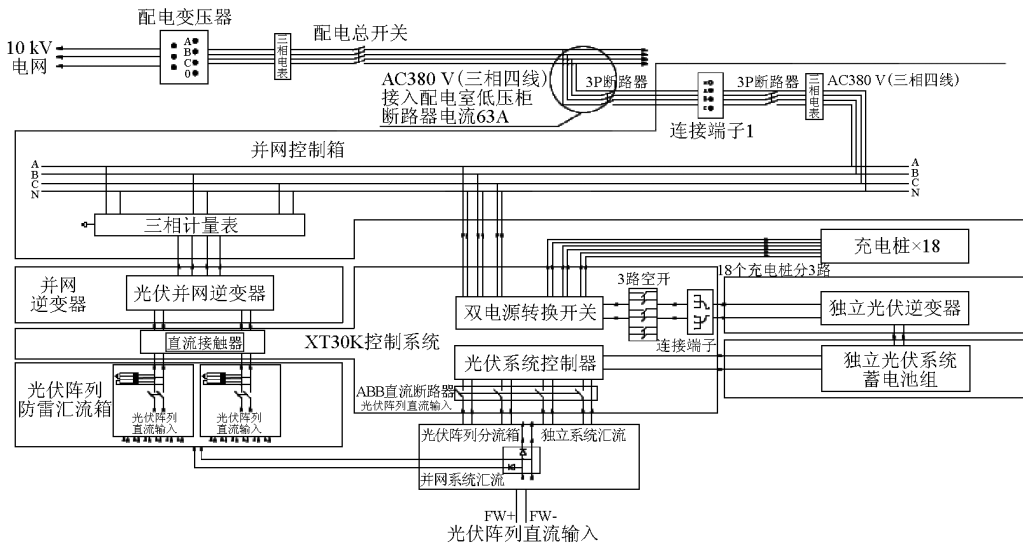 配电变压器
10 kV
电网
A
B
C
0
三相
电表
配电总开关
AC380 V(三相四线)
接入配电室低压柜
断路器电流63A
3P断路器
连接端子1
3P断路器
三相
电表
AC380 V(三相四线)
并网控制箱
A
B
C
N
A
B
C
N
三相计量表
充电桩×18
18个充电桩分3路
并网
逆变器
光伏并网逆变器
双电源转换开关
3路空开
连接端子
独立光伏逆变器
直流接触器
XT30K控制系统
光伏系统控制器
独立光伏系统
蓄电池组
光伏阵列
防雷汇流箱
光伏阵列
直流输入
光伏阵列
直流输入
ABB直流断路器
光伏阵列直流输入
光伏阵列分流箱
独立系统汇流
并网系统汇流
FW+
FW-
光伏阵列直流输入